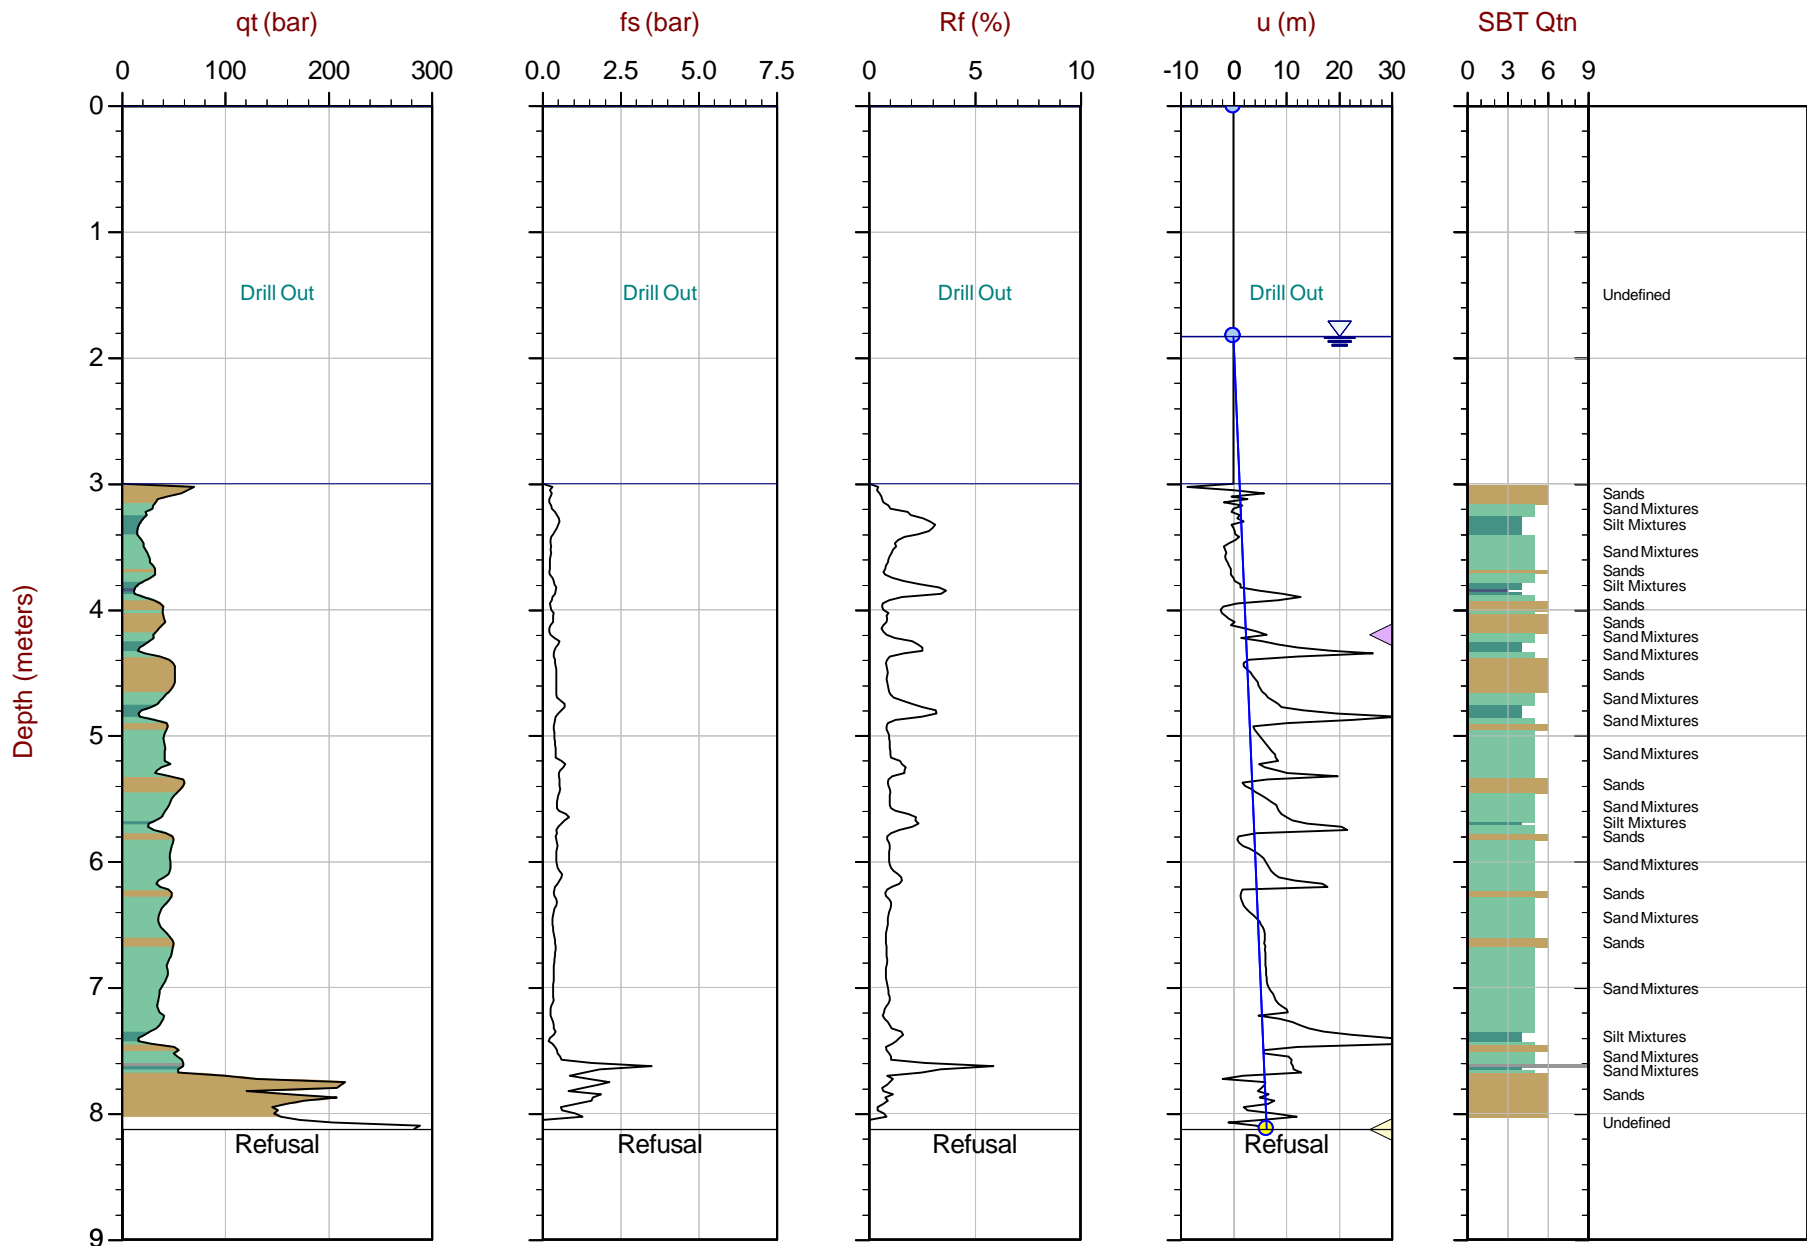 qt (bar) fs (bar) Rf (%) u (m) SBT Qtn
0 100 200 300 0.0 2.5 5.0 7.5 0 5 10 -10 0 10 20 30 0 3 6 9
0
1
Drill Out Drill Out Drill Out Drill Out Undefined
2
3
Sands
Sand Mixtures
Silt Mixtures
Sand Mixtures
Sands
Silt Mixtures
4
Sands
Sands
Sand Mixtures
Sand Mixtures
Sands
Sand Mixtures
Sand Mixtures
Depth (meters)
5
Sand Mixtures
Sands
Sand Mixtures
Silt Mixtures
Sands
6
Sand Mixtures
Sands
Sand Mixtures
Sands
7
Sand Mixtures
Silt Mixtures
Sand Mixtures
Sand Mixtures
Sands
8
Undefined
Refusal Refusal Refusal Refusal
9